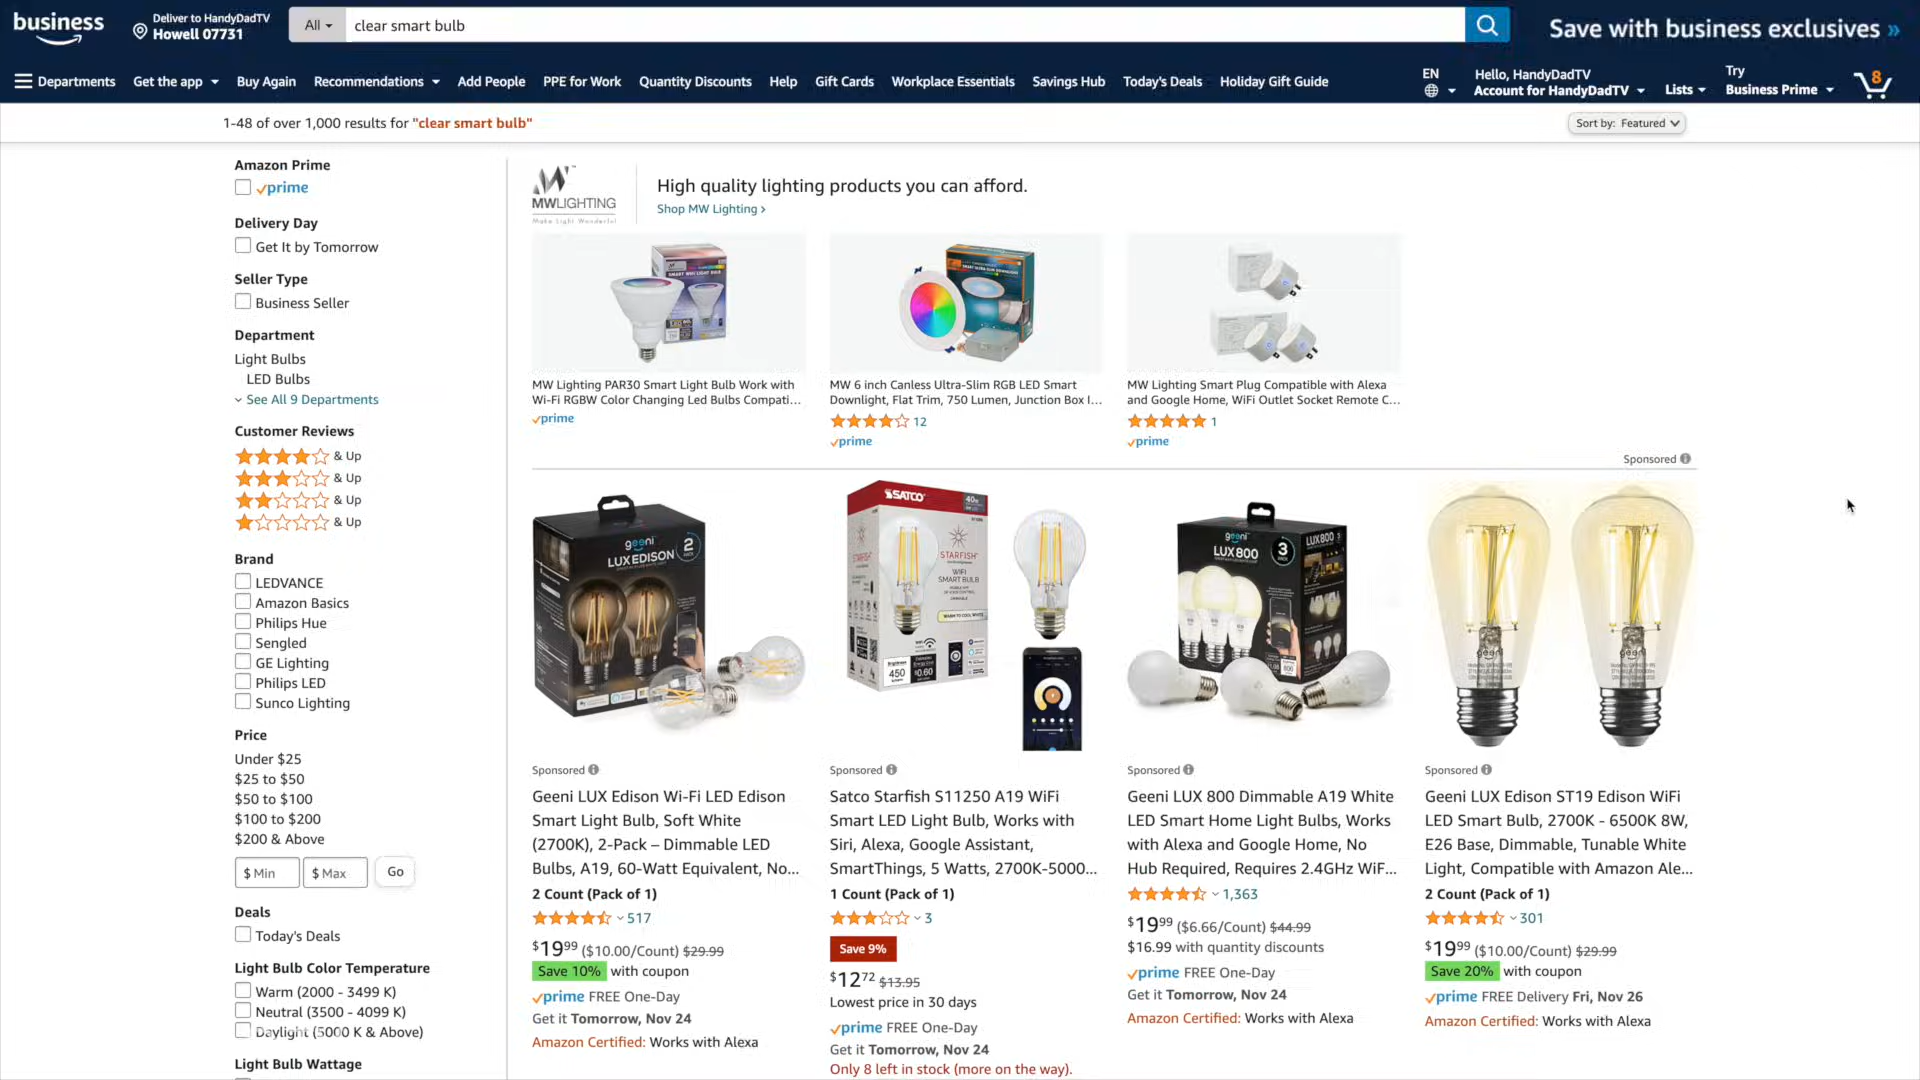 business
Deliver to HandyDadTV
Howell 07731
All
clear smart bulb
Save with business exclusives »
Departments
Get the app
Buy Again
Recommendations
Add People
PPE for Work
Quantity Discounts
Help
Gift Cards
Workplace Essentials
Savings Hub
Today's Deals
Holiday Gift Guide
EN
Hello, HandyDadTV
Account for HandyDadTV
Lists
Try
Business Prime
8
1-48 of over 1,000 results for "clear smart bulb"
Sort by: Featured
Amazon Prime
prime
Delivery Day
Get It by Tomorrow
Seller Type
Business Seller
Department
Light Bulbs
LED Bulbs
See All 9 Departments
Customer Reviews
& Up
& Up
& Up
& Up
Brand
LEDVANCE
Amazon Basics
Philips Hue
Sengled
GE Lighting
Philips LED
Sunco Lighting
Price
Under $25
$25 to $50
$50 to $100
$100 to $200
$200 & Above
$ Min
$ Max
Go
Deals
Today's Deals
Light Bulb Color Temperature
Warm (2000 - 3499 K)
Neutral (3500 - 4099 K)
Daylight (5000 K & Above)
Light Bulb Wattage
MW
MWLIGHTING
Make Light Wonderful
High quality lighting products you can afford.
Shop MW Lighting ›
MW Lighting PAR30 Smart Light Bulb Work with
Wi-Fi RGBW Color Changing Led Bulbs Compati...
prime
MW 6 inch Canless Ultra-Slim RGB LED Smart
Downlight, Flat Trim, 750 Lumen, Junction Box I...
12
prime
MW Lighting Smart Plug Compatible with Alexa
and Google Home, WiFi Outlet Socket Remote C...
1
prime
Sponsored
geeni
LUX EDISON
2
Sponsored
Geeni LUX Edison Wi-Fi LED Edison
Smart Light Bulb, Soft White
(2700K), 2-Pack – Dimmable LED
Bulbs, A19, 60-Watt Equivalent, No...
2 Count (Pack of 1)
517
$19 99 ($10.00/Count) $29.99
Save 10% with coupon
prime FREE One-Day
Get it Tomorrow, Nov 24
Amazon Certified: Works with Alexa
SATCO
40w
STARFISH
WIFI
SMART BULB
450
$0.60
Sponsored
Satco Starfish S11250 A19 WiFi
Smart LED Light Bulb, Works with
Siri, Alexa, Google Assistant,
SmartThings, 5 Watts, 2700K-5000...
1 Count (Pack of 1)
3
Save 9%
$12 72 $13.95
Lowest price in 30 days
prime FREE One-Day
Get it Tomorrow, Nov 24
Only 8 left in stock (more on the way).
geeni
LUX 800
3
LUX800
Sponsored
Geeni LUX 800 Dimmable A19 White
LED Smart Home Light Bulbs, Works
with Alexa and Google Home, No
Hub Required, Requires 2.4GHz WiF...
1,363
$19 99 ($6.66/Count) $44.99
$16.99 with quantity discounts
prime FREE One-Day
Get it Tomorrow, Nov 24
Amazon Certified: Works with Alexa
geeni
geeni
Sponsored
Geeni LUX Edison ST19 Edison WiFi
LED Smart Bulb, 2700K - 6500K 8W,
E26 Base, Dimmable, Tunable White
Light, Compatible with Amazon Ale...
2 Count (Pack of 1)
301
$19 99 ($10.00/Count) $29.99
Save 20% with coupon
prime FREE Delivery Fri, Nov 26
Amazon Certified: Works with Alexa